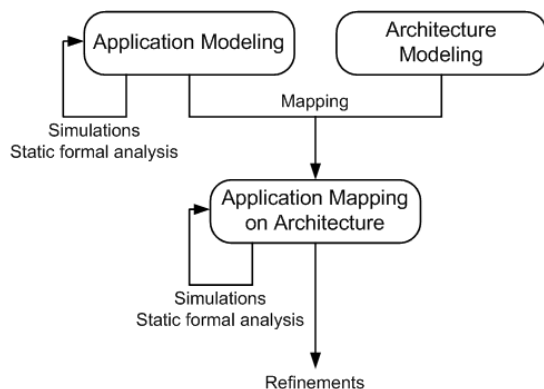 Application Modeling
Architecture
Modeling
Mapping
Simulations
Static formal analysis
Application Mapping
on Architecture
Simulations
Static formal analysis
Refinements